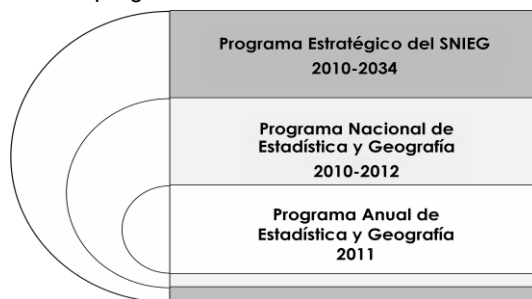 Programa Estratégico del SNIEG
2010-2034
Programa Nacional de
Estadística y Geografía
2010-2012
Programa Anual de
Estadística y Geografía
2011